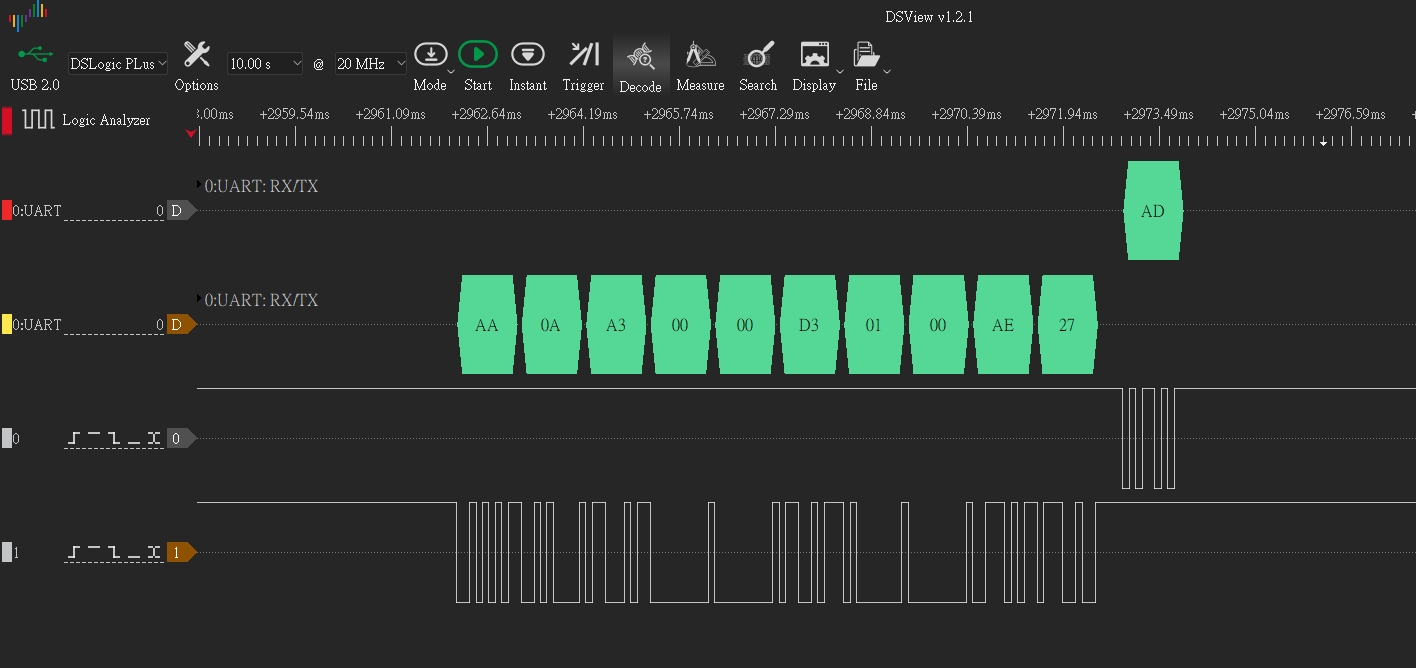 DSView v1.2.1
USB 2.0
DSLogic PLus
Options
10.00 s
@
20 MHz
Mode
Start
Instant
Trigger
Decode
Measure
Search
Display
File
Logic Analyzer
+2959.54ms +2961.09ms +2962.64ms +2964.19ms +2965.74ms +2967.29ms +2968.84ms +2970.39ms +2971.94ms +2973.49ms +2975.04ms +2976.59ms
0:UART: RX/TX
0:UART 0 D
AD
0:UART: RX/TX
0:UART 0 D
AA 0A A3 00 00 D3 01 00 AE 27
0 0
1 1